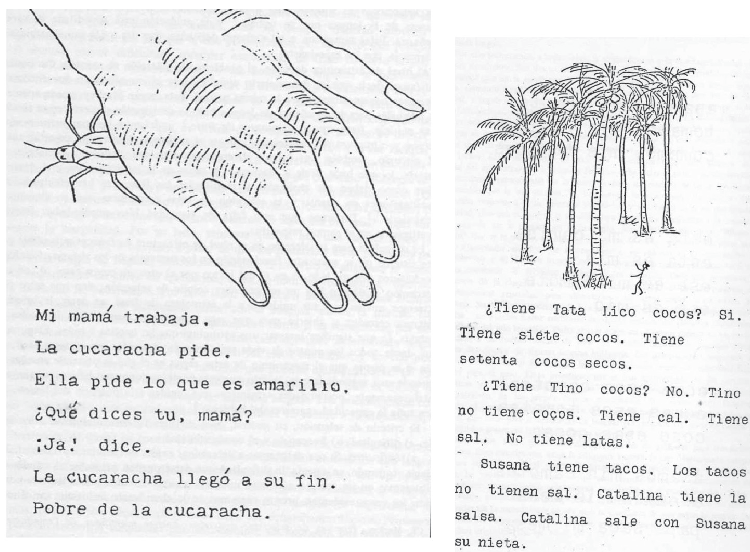 Mi mamá trabaja.
La cucaracha pide.
Ella pide lo que es amarillo.
¿Qué dices tu, mamá?
¡Ja! dice.
La cucaracha llegó a su fin.
Pobre de la cucaracha.
¿Tiene Tata Lico cocos? Si.
Tiene siete cocos. Tiene
setenta cocos secos.
¿Tiene Tino cocos? No. Tino
no tiene cocos. Tiene cal. Tiene
sal. No tiene latas.
Susana tiene tacos. Los tacos
no tienen sal. Catalina tiene la
salsa. Catalina sale con Susana
su nieta.